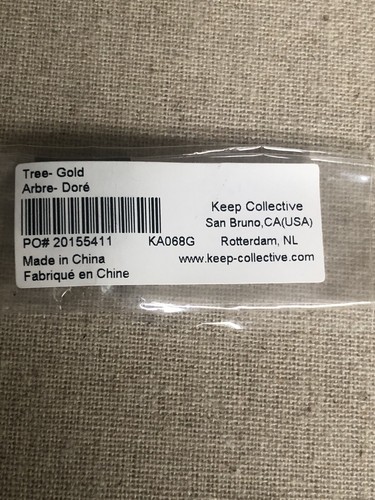 Tree- Gold
Arbre- Doré
Keep Collective
San Bruno,CA(USA)
PO# 20155411 KA068G Rotterdam, NL
Made in China www.keep-collective.com
Fabriqué en Chine